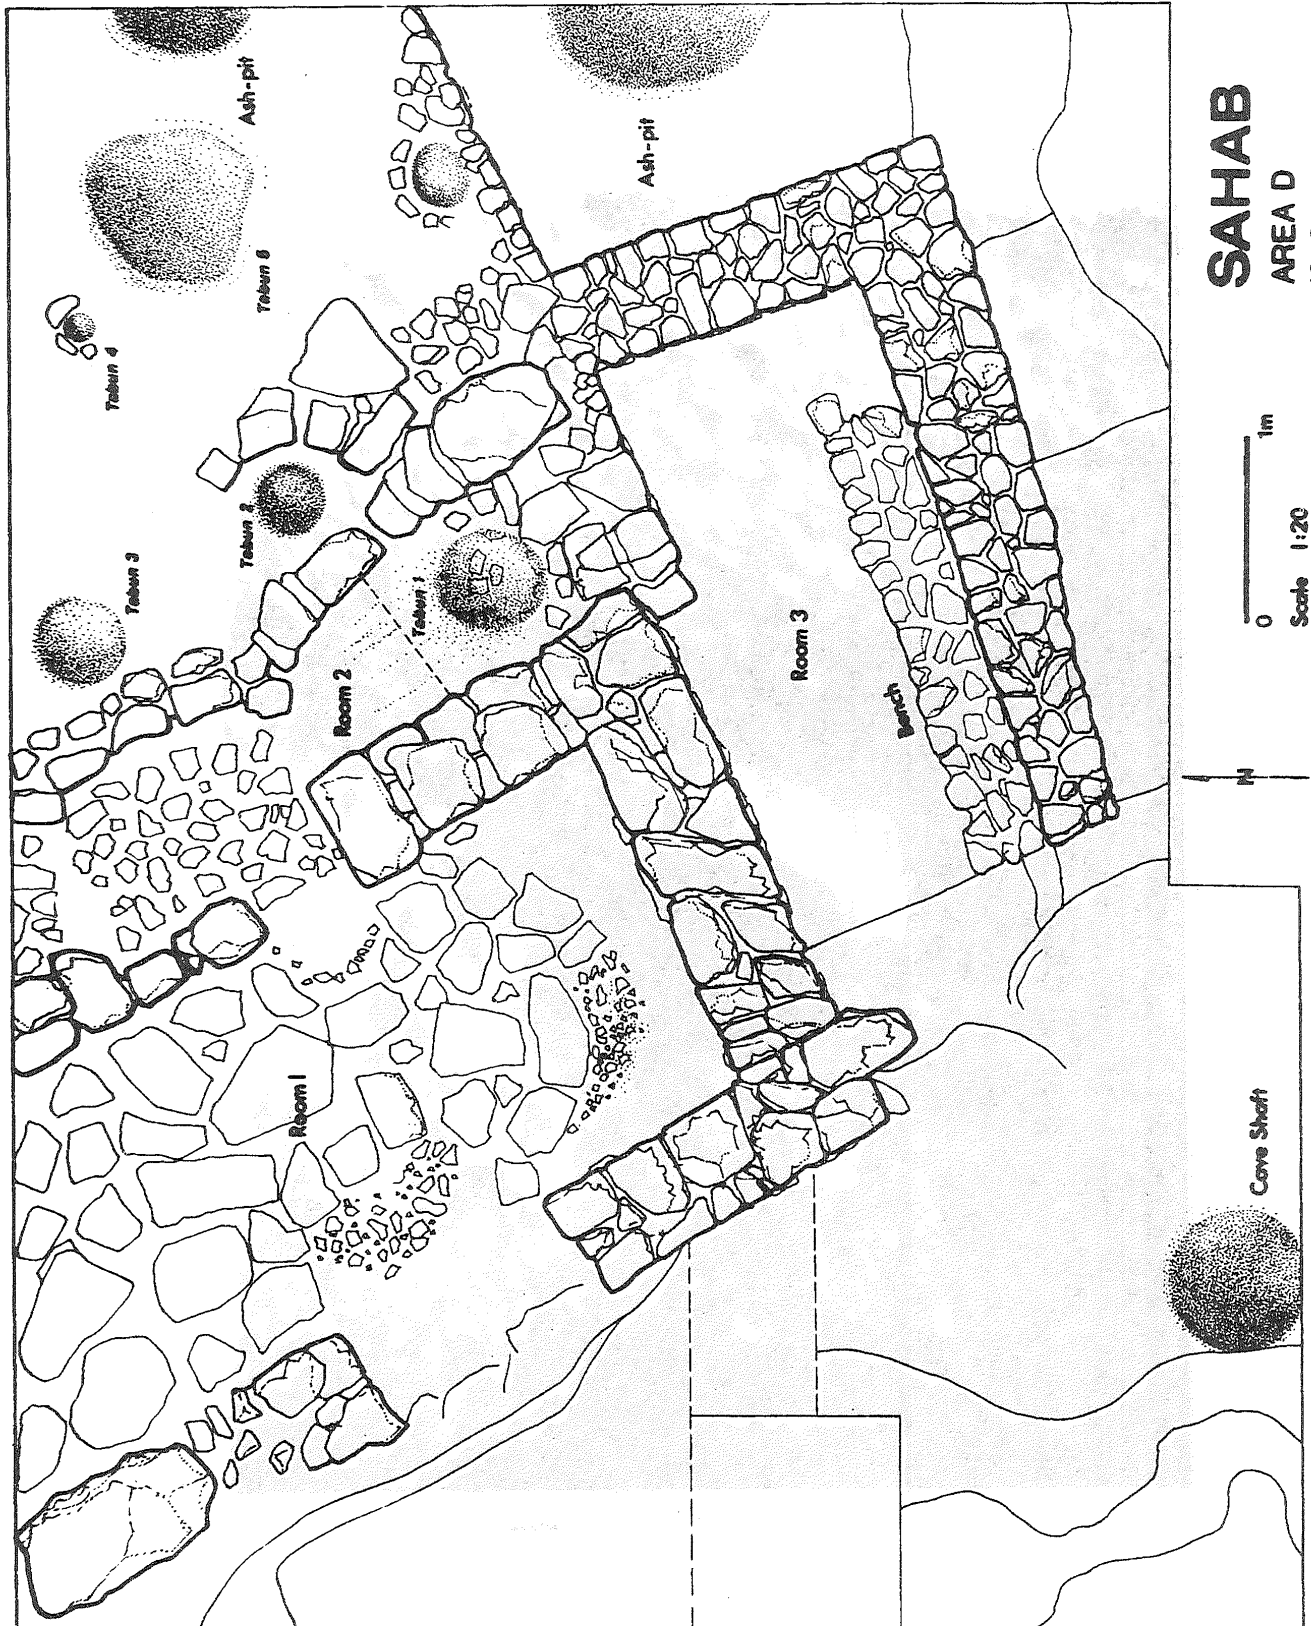 SAHAB
AREA D
Scale 1:20
0 1m
N
Ash-pit
Ash-pit
Tabun 5
Tabun 4
Tabun 2
Tabun 3
Tabun 1
Room 2
Room 3
Bench
Room 1
Cave Shaft